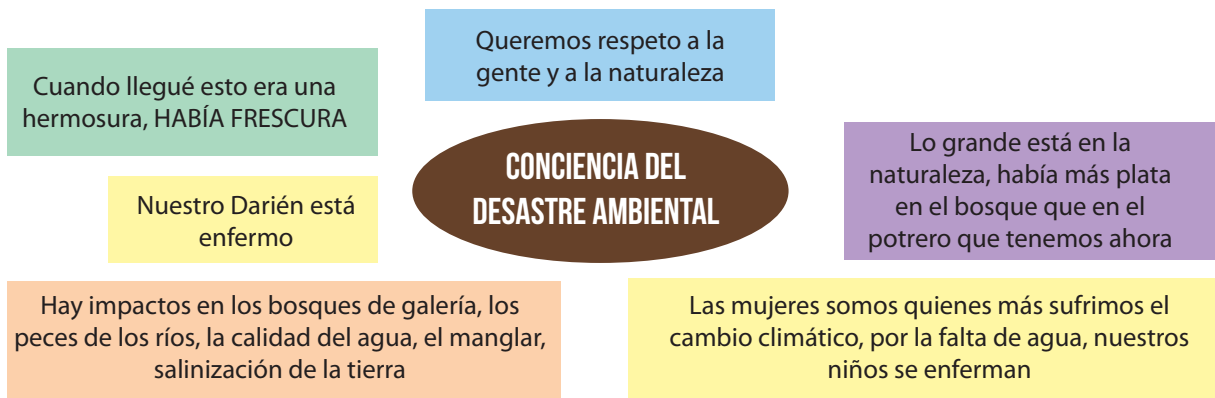 Queremos respeto a la
gente y a la naturaleza
Cuando llegué esto era una
hermosura, HABÍA FRESCURA
CONCIENCIA DEL
DESASTRE AMBIENTAL
Lo grande está en la
naturaleza, había más plata
en el bosque que en el
potrero que tenemos ahora
Nuestro Darién está
enfermo
Hay impactos en los bosques de galería, los
peces de los ríos, la calidad del agua, el manglar,
salinización de la tierra
Las mujeres somos quienes más sufrimos el
cambio climático, por la falta de agua, nuestros
niños se enferman